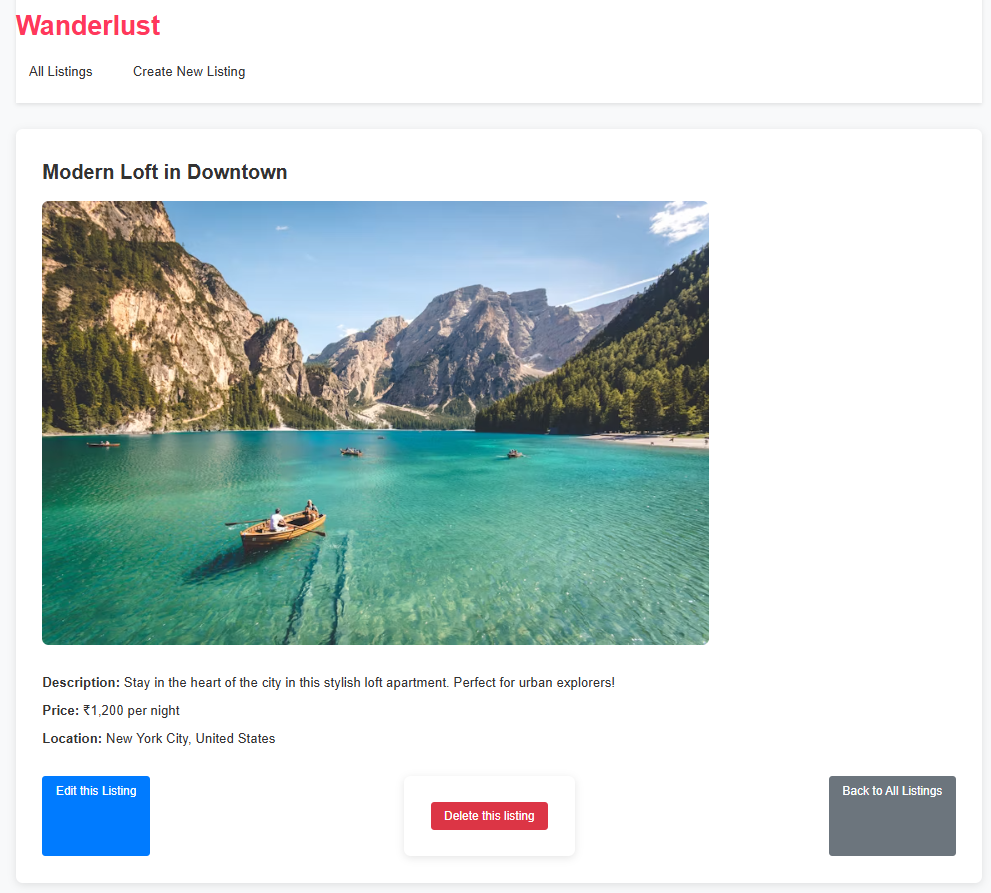 Wanderlust
All Listings Create New Listing
Modern Loft in Downtown
Description: Stay in the heart of the city in this stylish loft apartment. Perfect for urban explorers!
Price: ₹1,200 per night
Location: New York City, United States
Edit this Listing
Delete this listing
Back to All Listings